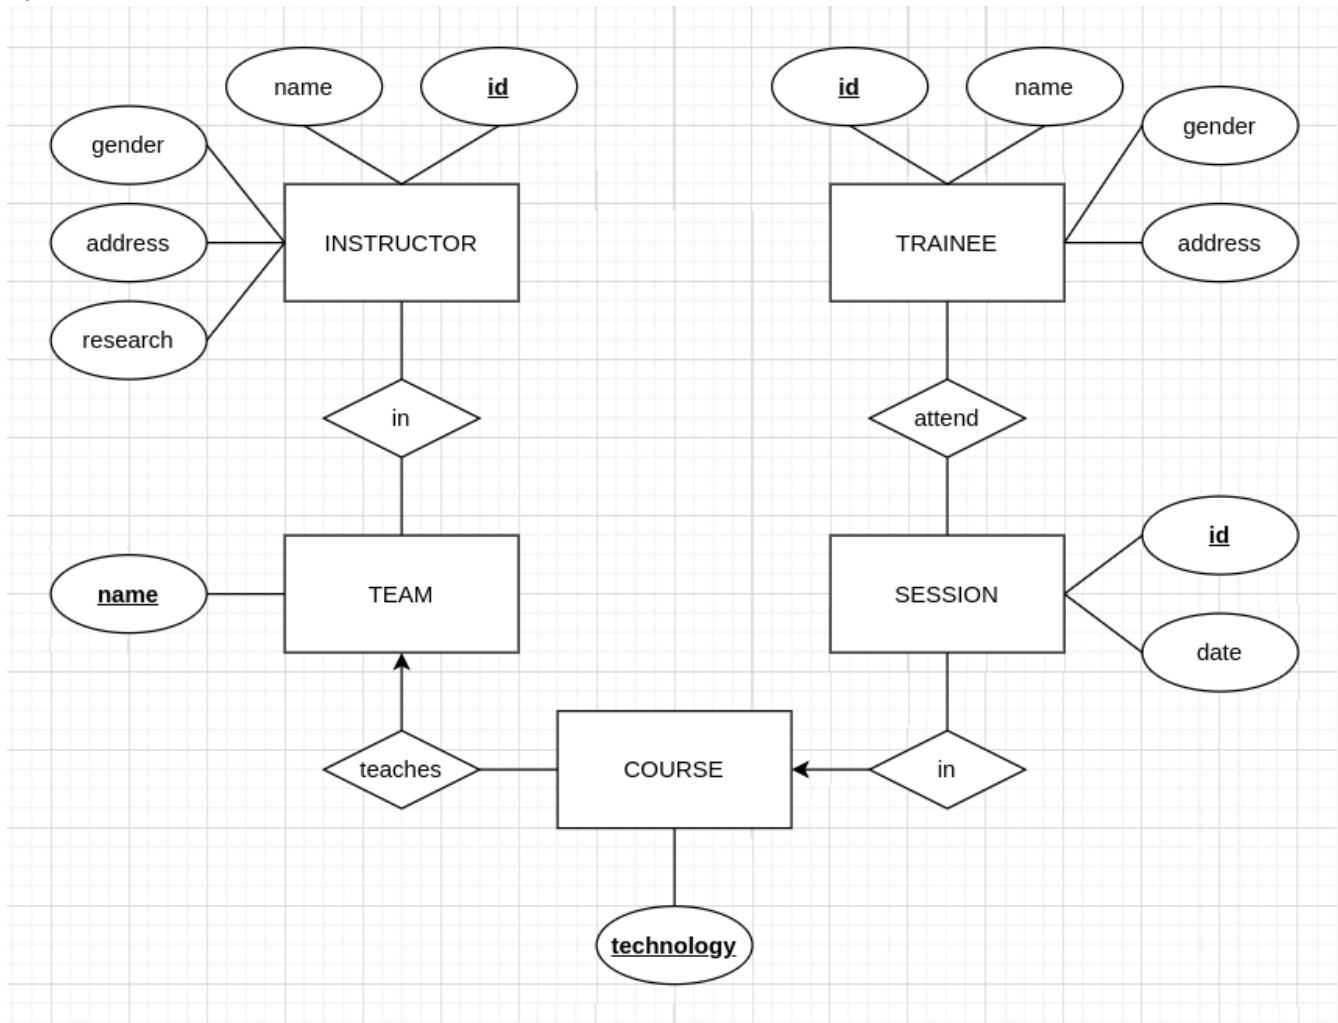 name
id
id
name
gender
gender
address
research
INSTRUCTOR
TRAINEE
address
in
attend
name
TEAM
SESSION
id
date
teaches
COURSE
in
technology